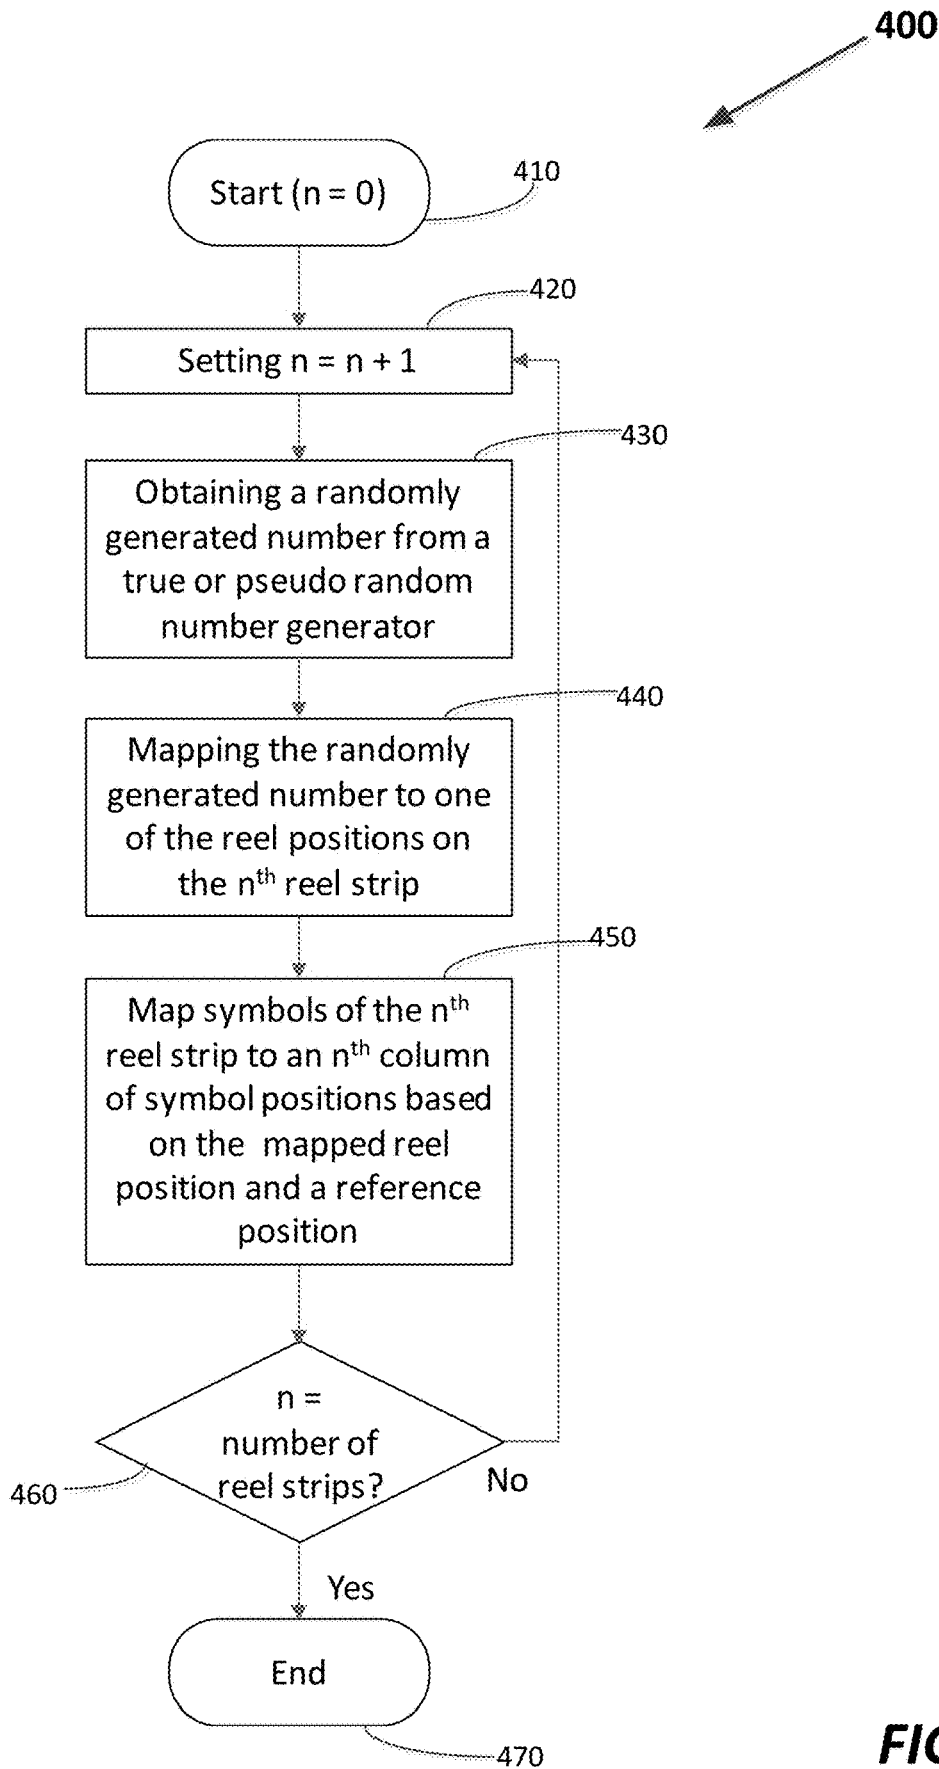 400
Start (n = 0)
410
420
Setting n = n + 1
430
Obtaining a randomly
generated number from a
true or pseudo random
number generator
440
Mapping the randomly
generated number to one
of the reel positions on
the nth reel strip
450
Map symbols of the nth
reel strip to an nth column
of symbol positions based
on the mapped reel
position and a reference
position
n =
number of
reel strips?
No
460
Yes
End
470